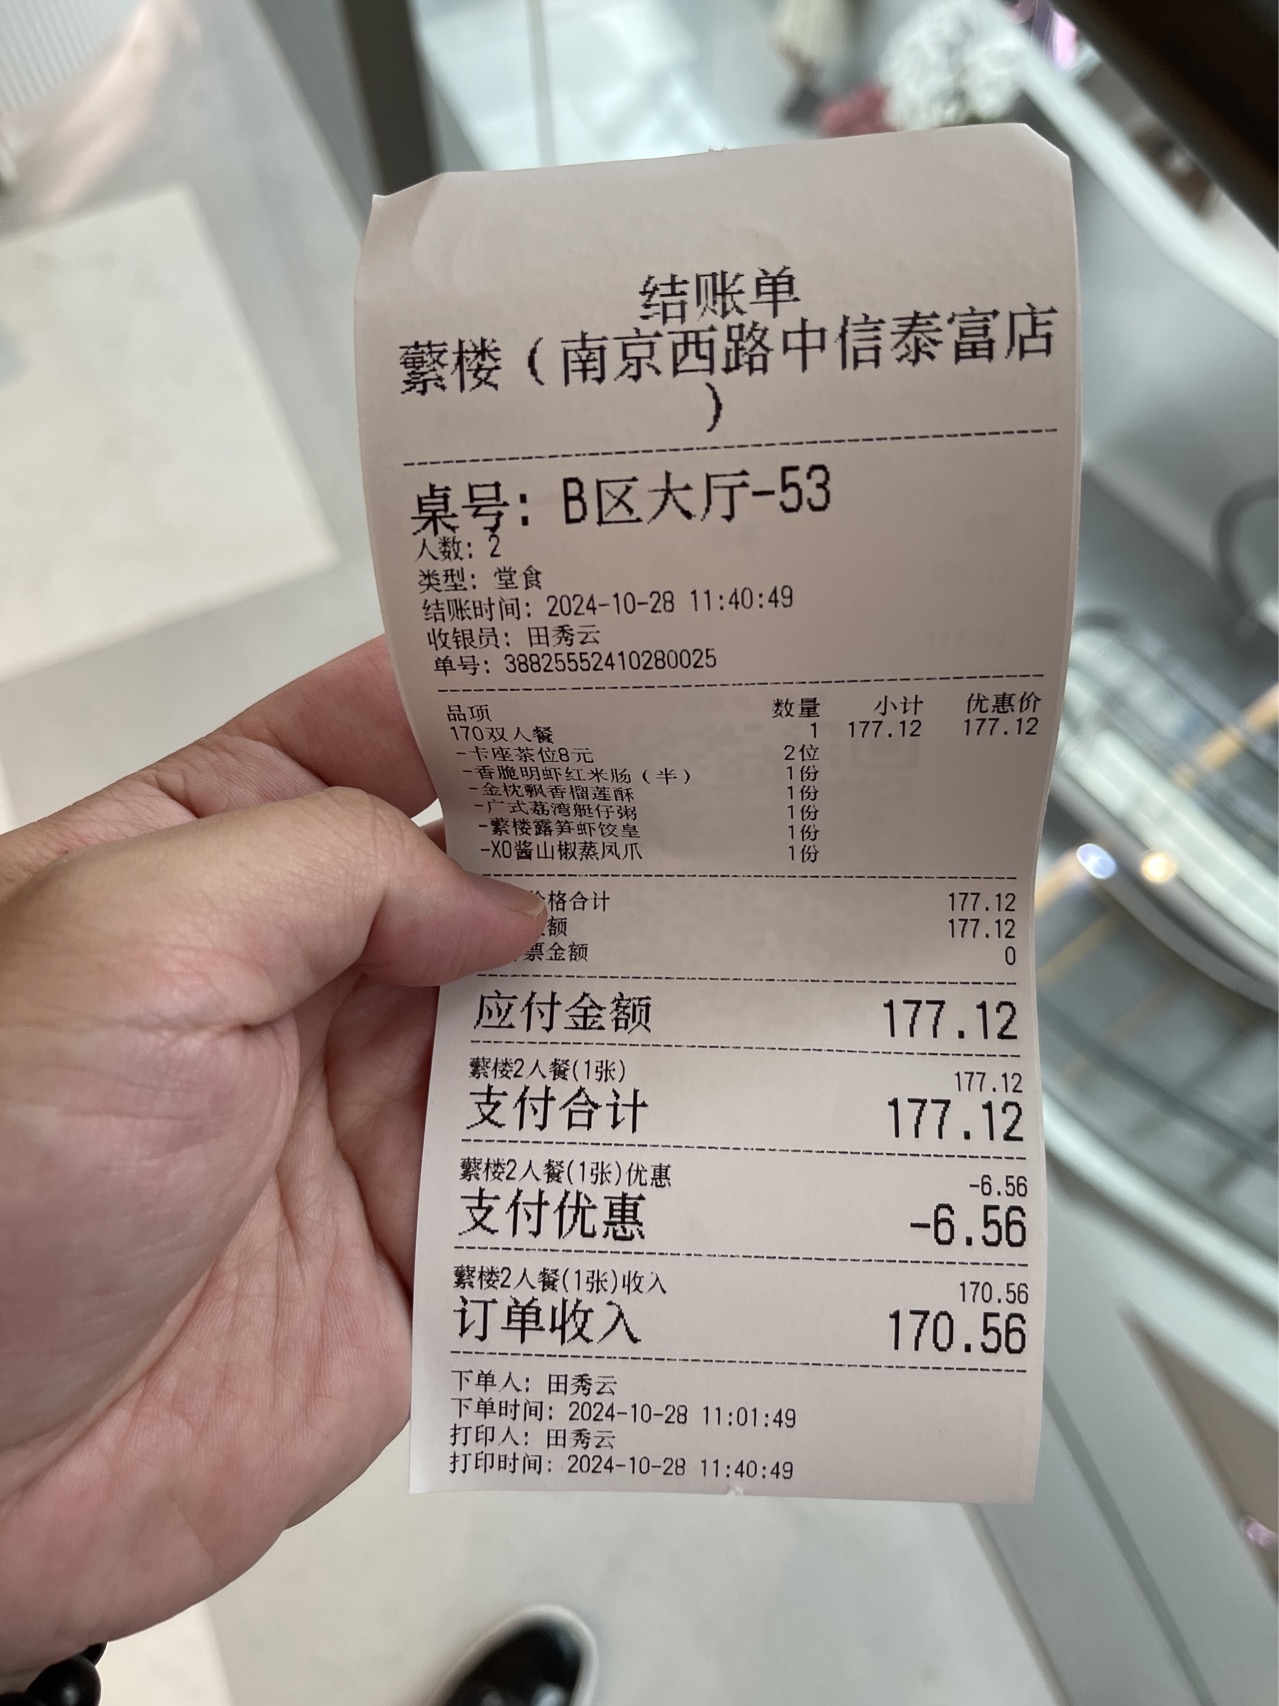 结账单
蘩楼（南京西路中信泰富店
）
桌号：B区大厅-53
人数：2
类型：堂食
结账时间：2024-10-28 11:40:49
收银员：田秀云
单号：38825552410280025
品项 数量 小计 优惠价
170双人餐 1 177.12 177.12
-卡座茶位8元 2位
-香脆明虾红米肠（半） 1份
-金枕飘香榴莲酥 1份
-广式荔湾艇仔粥 1份
-蘩楼露笋虾饺皇 1份
-XO酱山椒蒸凤爪 1份
价格合计 177.12
额 177.12
票金额 0
应付金额 177.12
蘩楼2人餐(1张) 177.12
支付合计 177.12
蘩楼2人餐(1张)优惠 -6.56
支付优惠 -6.56
蘩楼2人餐(1张)收入 170.56
订单收入 170.56
下单人：田秀云
下单时间：2024-10-28 11:01:49
打印人：田秀云
打印时间：2024-10-28 11:40:49